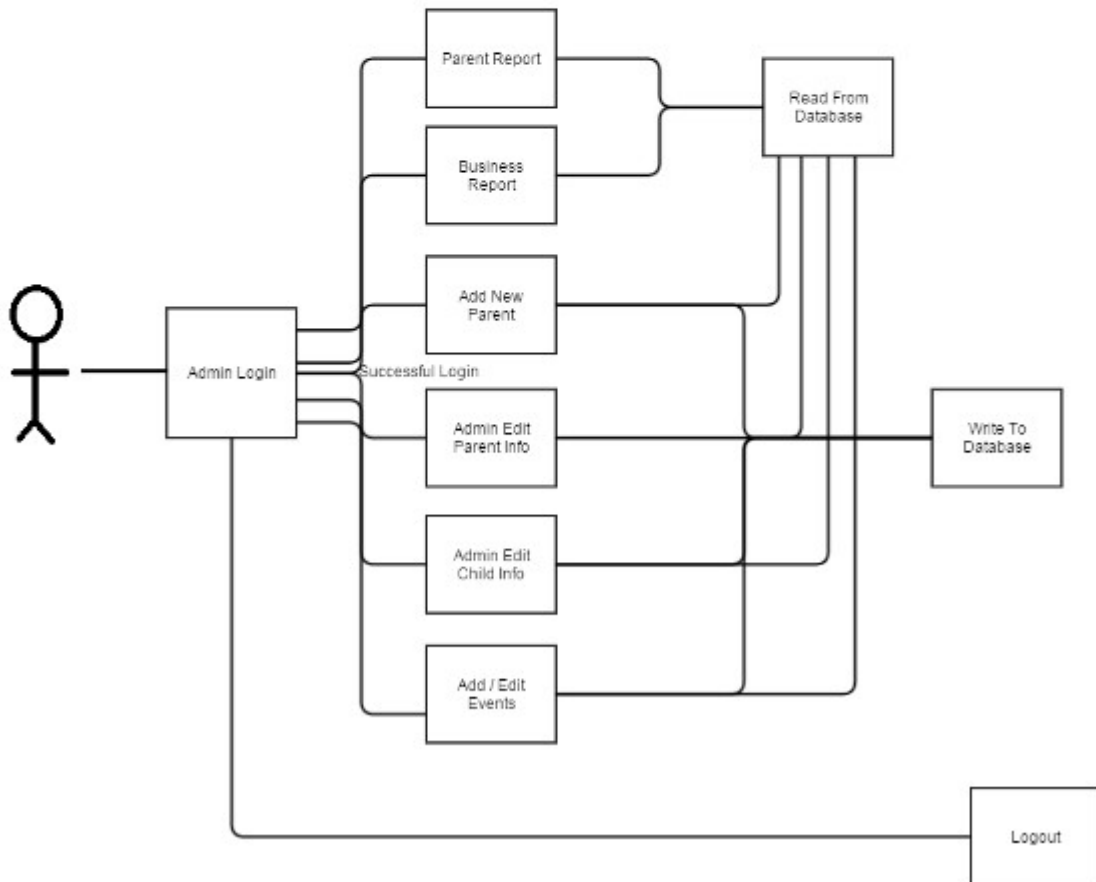 Parent Report
Read From
Database
Business
Report
Add New
Parent
Admin Login
Successful Login
Admin Edit
Parent Info
Write To
Database
Admin Edit
Child Info
Add / Edit
Events
Logout